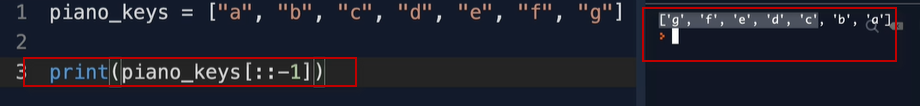 1 piano_keys = ["a", "b", "c", "d", "e", "f", "g"]
2
3 print(piano_keys[::-1])
['g', 'f', 'e', 'd', 'c', 'b', 'a']
>